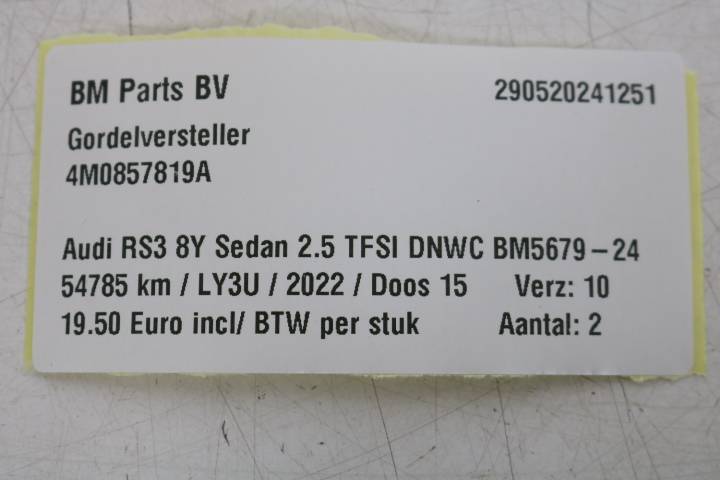 BM Parts BV 290520241251
Gordelversteller
4M0857819A
Audi RS3 8Y Sedan 2.5 TFSI DNWC BM5679-24
54785 km / LY3U / 2022 / Doos 15 Verz: 10
19.50 Euro incl/ BTW per stuk Aantal: 2